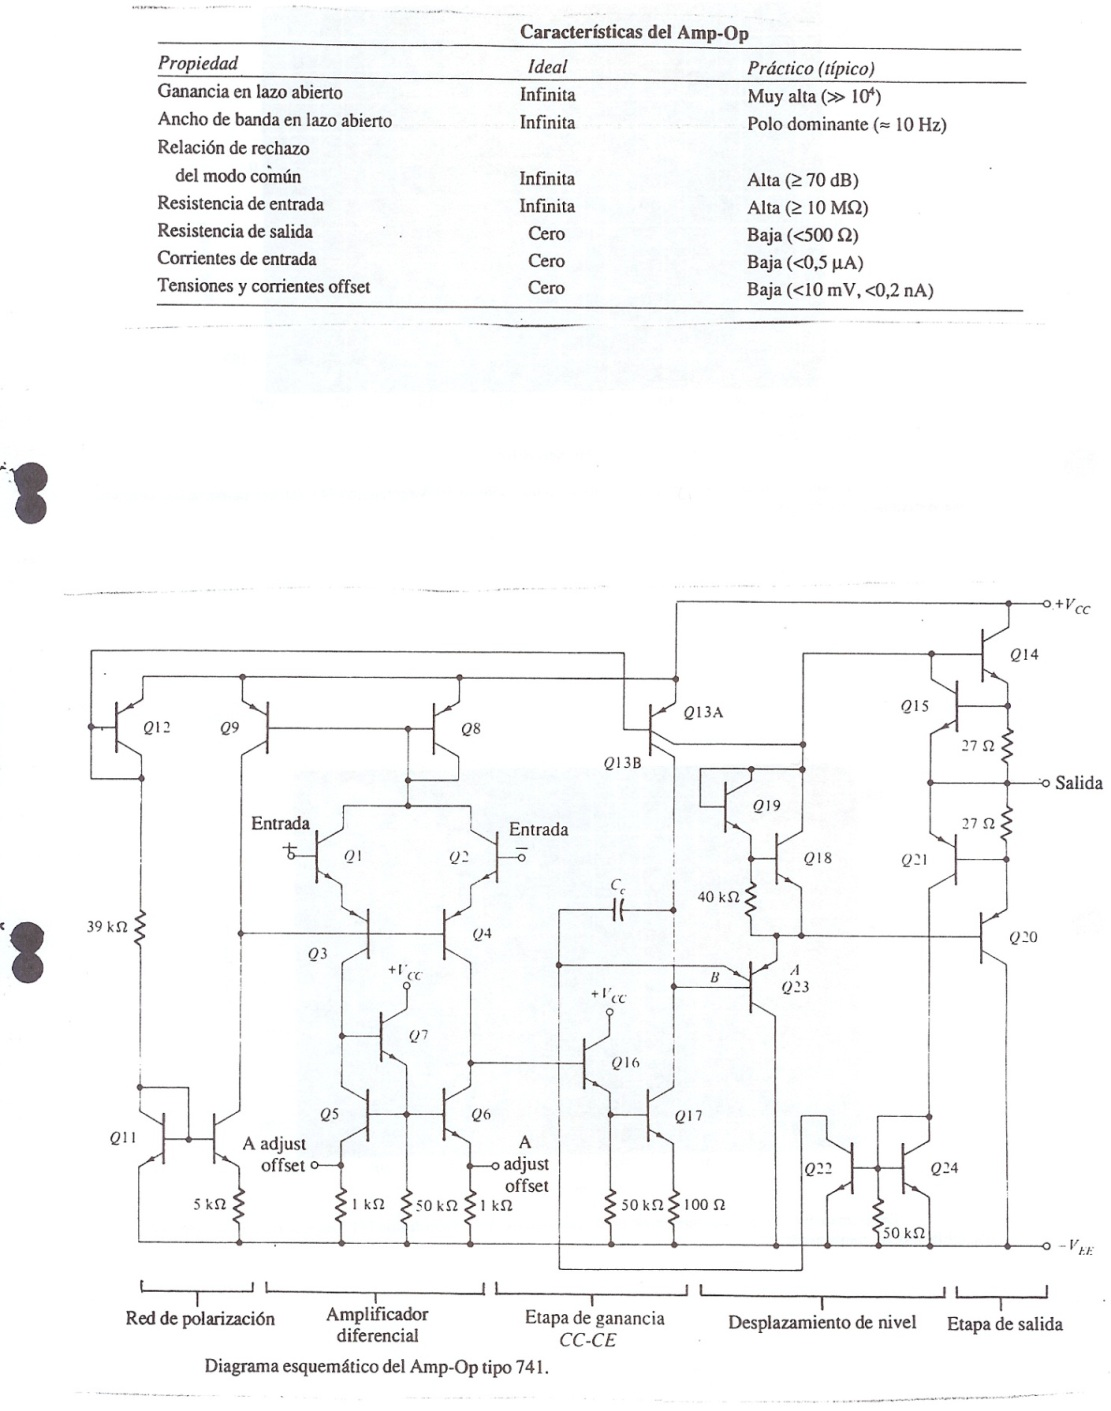 Características del Amp-Op
Propiedad Ideal Práctico (típico)
Ganancia en lazo abierto Infinita Muy alta (≫ 10⁴)
Ancho de banda en lazo abierto Infinita Polo dominante (≈ 10 Hz)
Relación de rechazo
del modo común Infinita Alta (≥ 70 dB)
Resistencia de entrada Infinita Alta (≥ 10 MΩ)
Resistencia de salida Cero Baja (<500 Ω)
Corrientes de entrada Cero Baja (<0,5 μA)
Tensiones y corrientes offset Cero Baja (<10 mV, <0,2 nA)
+V_CC
Q14
Q12 Q9 Q8 Q13A Q15
27 Ω
Q13B
Salida
Q19
Entrada + Entrada −
27 Ω
Q1 Q2 Q18 Q21
C_c
40 kΩ
39 kΩ
Q3 Q4 Q20
+V_CC
B A
Q23
+V_CC
Q7 Q16
Q5 Q6 Q17
Q11 A adjust
offset
A
adjust
offset
Q22 Q24
5 kΩ 1 kΩ 50 kΩ 1 kΩ 50 kΩ 100 Ω 50 kΩ
−V_EE
Red de polarización
Amplificador
diferencial
Etapa de ganancia
CC-CE
Desplazamiento de nivel
Etapa de salida
Diagrama esquemático del Amp-Op tipo 741.